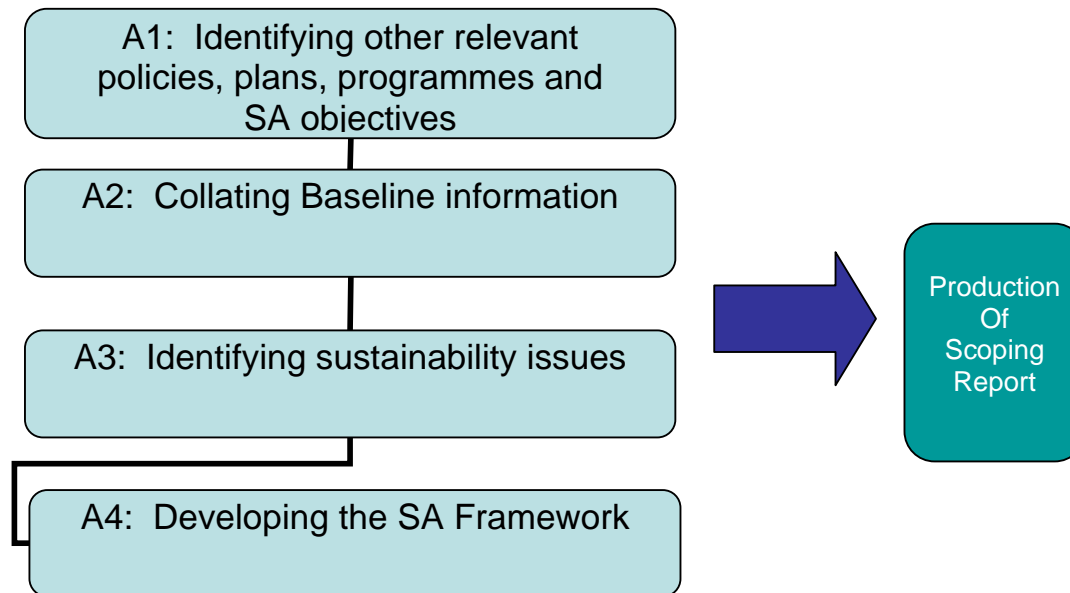 A1:  Identifying other relevant
policies, plans, programmes and
SA objectives
A2:  Collating Baseline information
A3:  Identifying sustainability issues
A4:  Developing the SA Framework
Production
Of
Scoping
Report